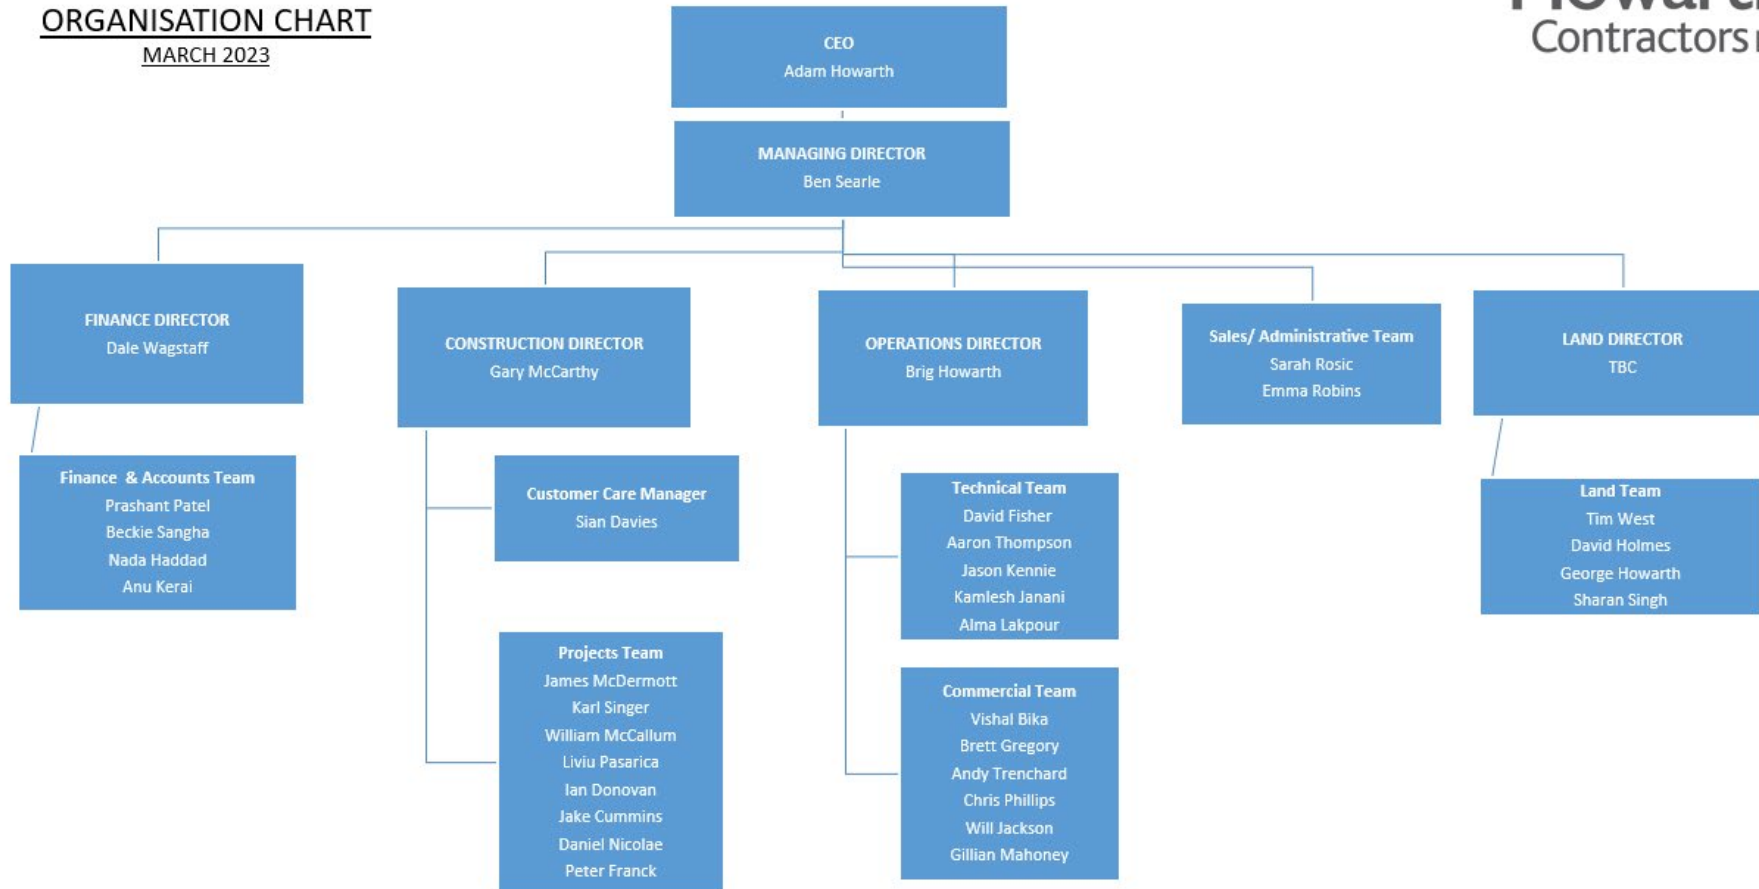 ORGANISATION CHART
MARCH 2023
Contractors
CEO
Adam Howarth
MANAGING DIRECTOR
Ben Searle
FINANCE DIRECTOR
Dale Wagstaff
Finance & Accounts Team
Prashant Patel
Beckie Sangha
Nada Haddad
Anu Kerai
CONSTRUCTION DIRECTOR
Gary McCarthy
Customer Care Manager
Sian Davies
Projects Team
James McDermott
Karl Singer
William McCallum
Liviu Pasarica
Ian Donovan
Jake Cummins
Daniel Nicolae
Peter Franck
OPERATIONS DIRECTOR
Brig Howarth
Technical Team
David Fisher
Aaron Thompson
Jason Kennie
Kamlesh Janani
Alma Lakpour
Commercial Team
Vishal Bika
Brett Gregory
Andy Trenchard
Chris Phillips
Will Jackson
Gillian Mahoney
Sales/ Administrative Team
Sarah Rosic
Emma Robins
LAND DIRECTOR
TBC
Land Team
Tim West
David Holmes
George Howarth
Sharan Singh